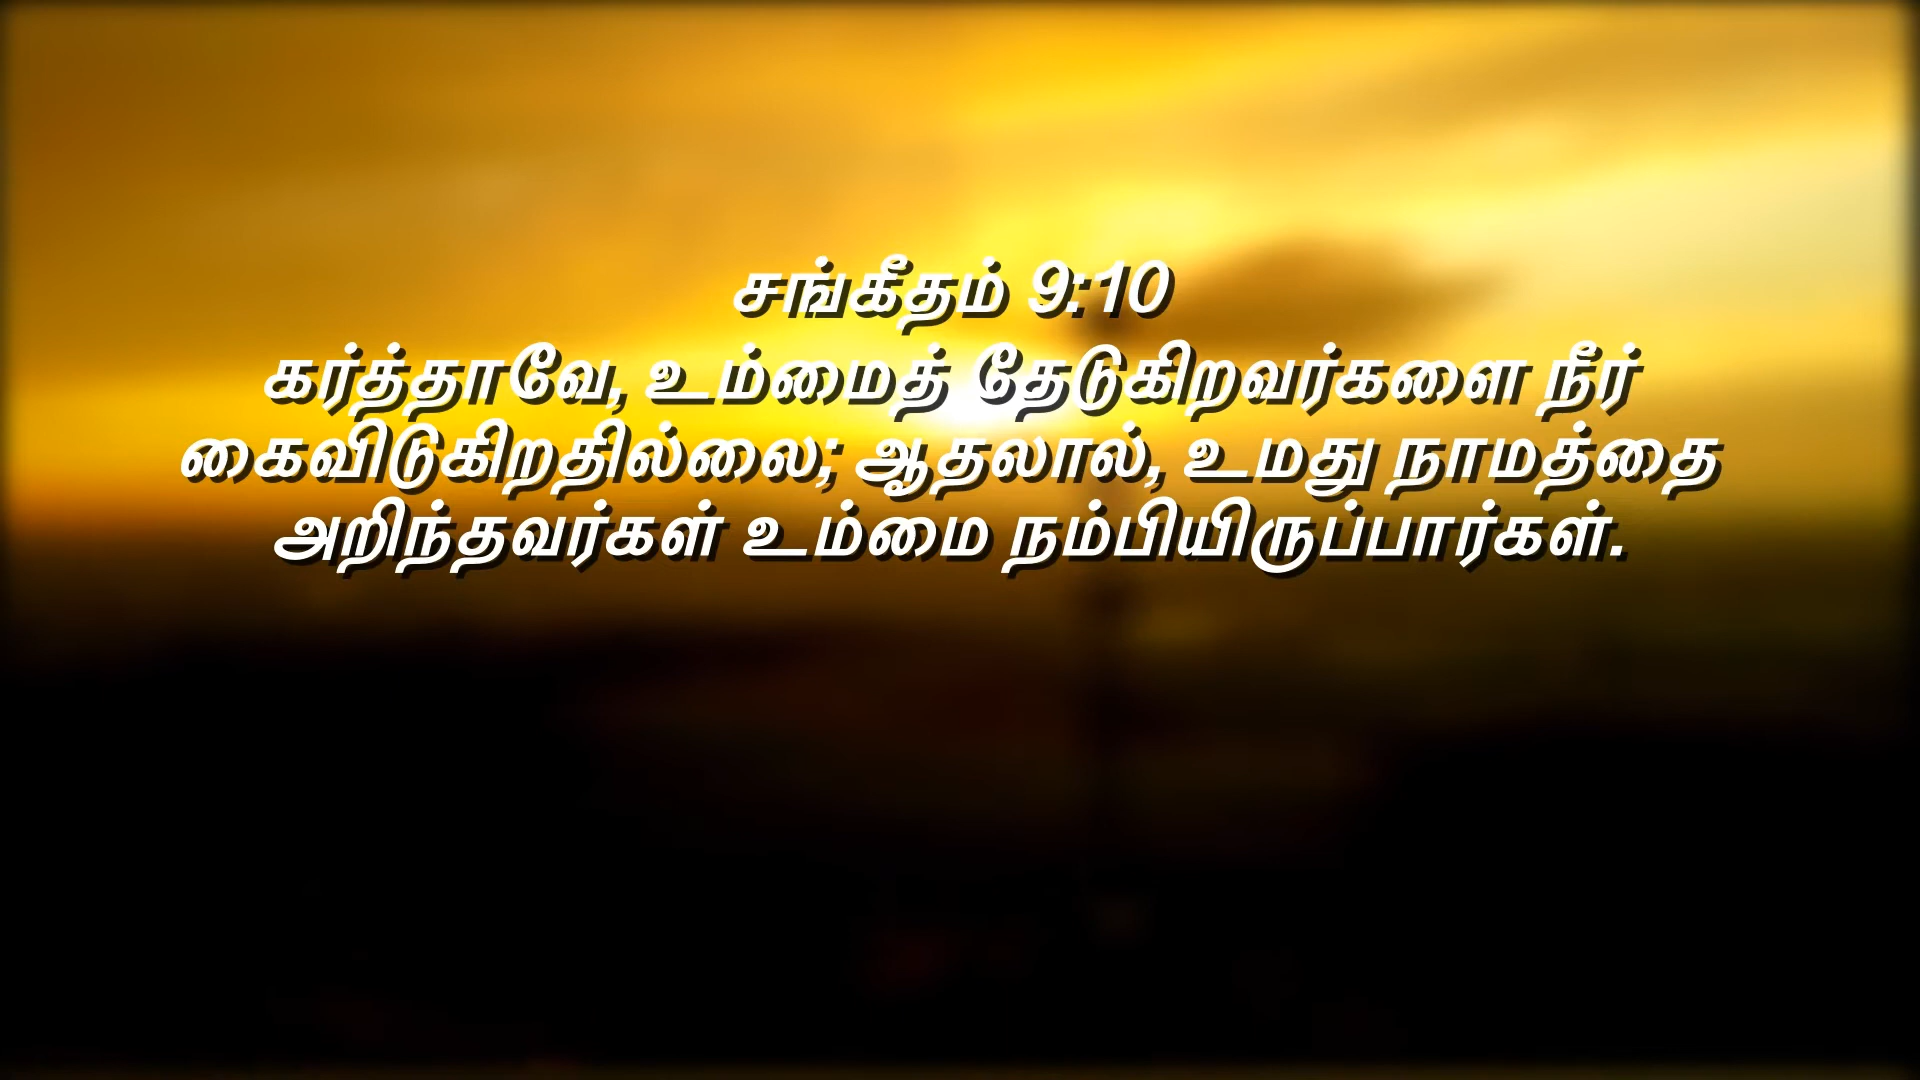 சங்கீதம் 9:10
கர்த்தாவே, உம்மைத் தேடுகிறவர்களை நீர்
கைவிடுகிறதில்லை; ஆதலால், உமது நாமத்தை
அறிந்தவர்கள் உம்மை நம்பியிருப்பார்கள்.